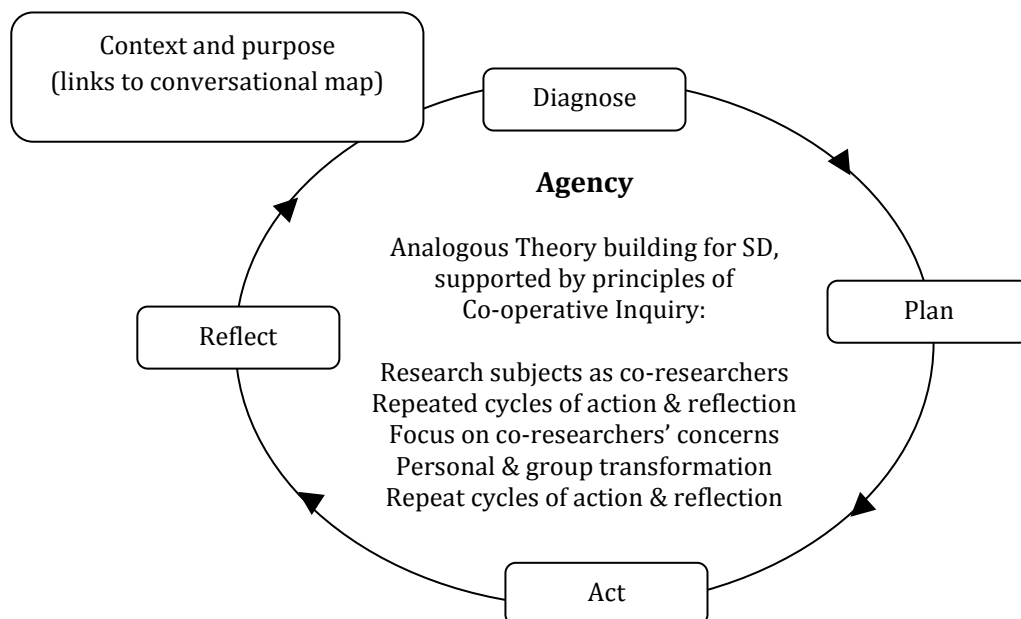 Context and purpose
(links to conversational map)
Diagnose
Agency
Analogous Theory building for SD,
supported by principles of
Co-operative Inquiry:
Plan
Reflect
Research subjects as co-researchers
Repeated cycles of action & reflection
Focus on co-researchers’ concerns
Personal & group transformation
Repeat cycles of action & reflection
Act